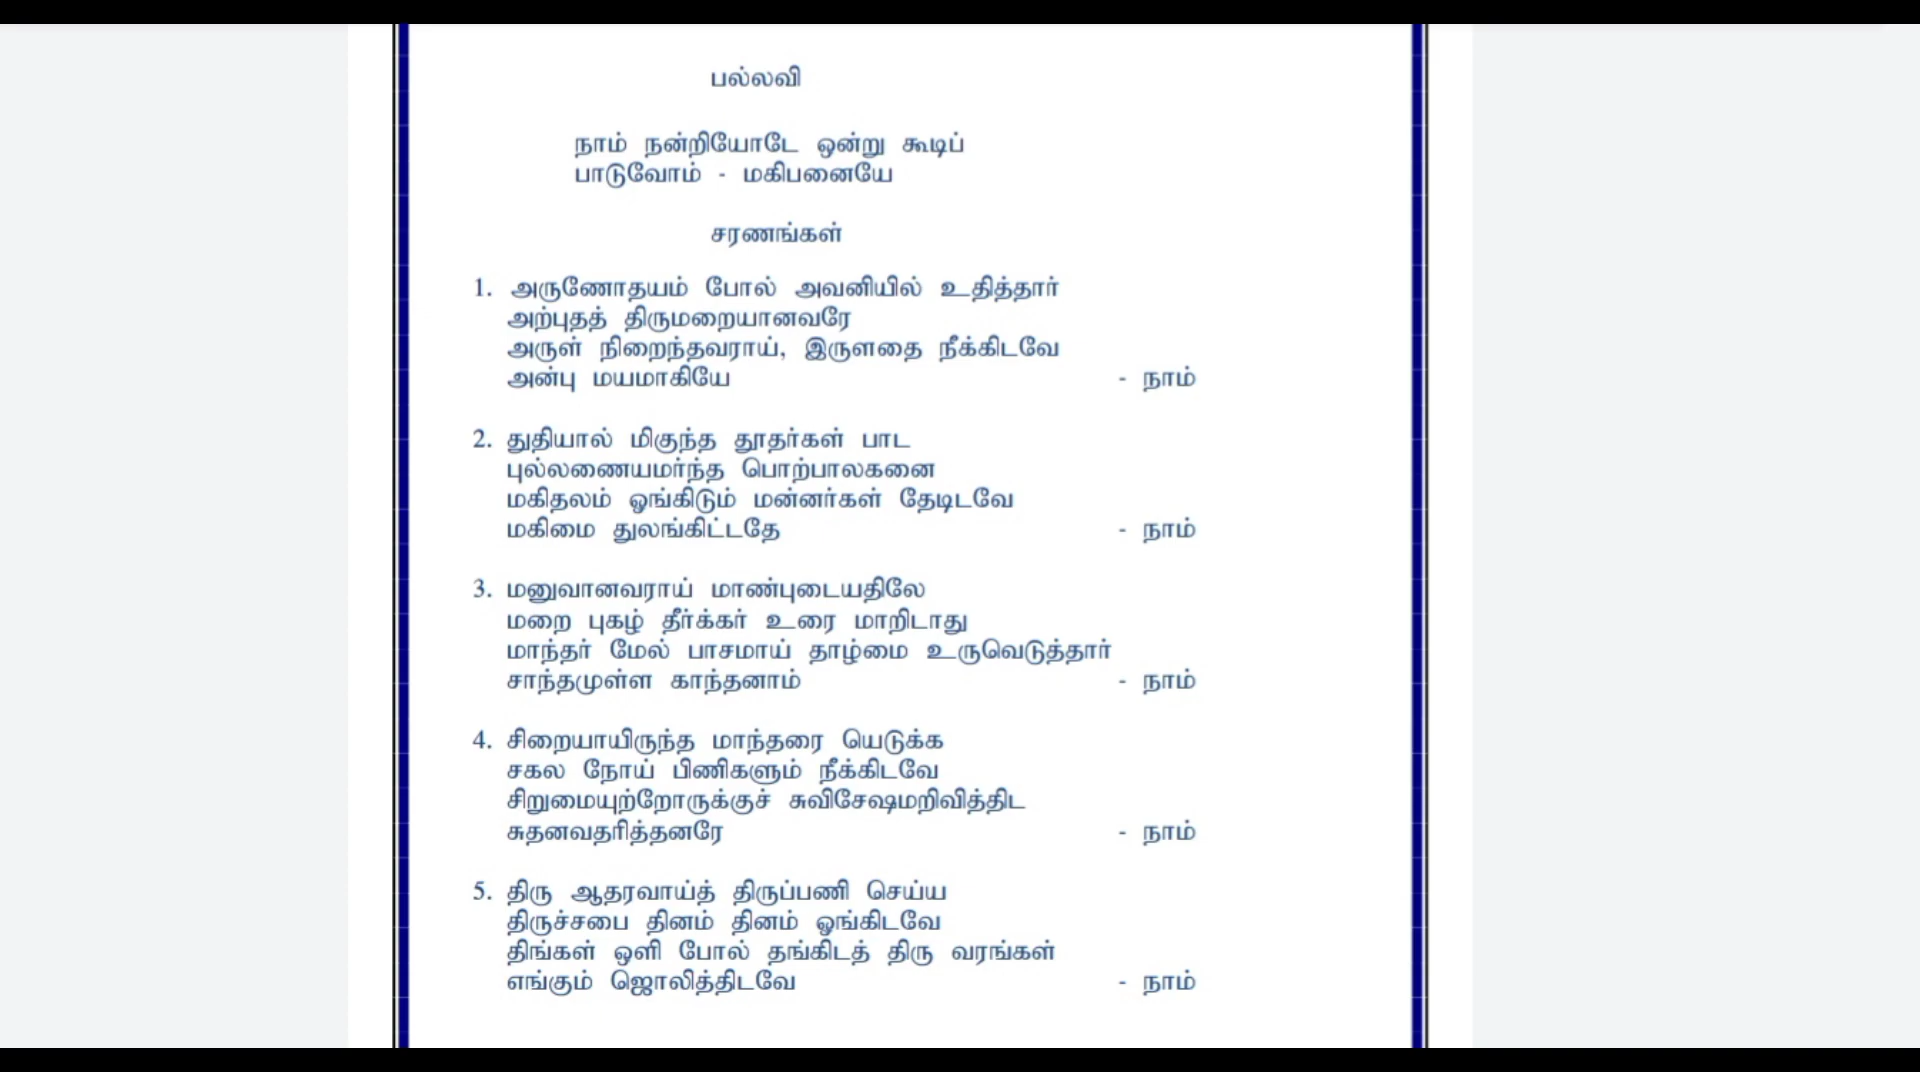 பல்லவி
நாம் நன்றியோடே ஒன்று கூடிப்
பாடுவோம் - மகிபனையே
சரணங்கள்
1. அருணோதயம் போல் அவனியில் உதித்தார்
அற்புதத் திருமறையானவரே
அருள் நிறைந்தவராய், இருளதை நீக்கிடவே
அன்பு மயமாகியே - நாம்
2. துதியால் மிகுந்த தூதர்கள் பாட
புல்லணையமர்ந்த பொற்பாலகனை
மகிதலம் ஓங்கிடும் மன்னர்கள் தேடிடவே
மகிமை துலங்கிட்டதே - நாம்
3. மனுவானவராய் மாண்புடையதிலே
மறை புகழ் தீர்க்கர் உரை மாறிடாது
மாந்தர் மேல் பாசமாய் தாழ்மை உருவெடுத்தார்
சாந்தமுள்ள காந்தனாம் - நாம்
4. சிறையாயிருந்த மாந்தரை யெடுக்க
சகல நோய் பிணிகளும் நீக்கிடவே
சிறுமையுற்றோருக்குச் சுவிசேஷமறிவித்திட
சுதனவதரித்தனரே - நாம்
5. திரு ஆதரவாய்த் திருப்பணி செய்ய
திருச்சபை தினம் தினம் ஓங்கிடவே
திங்கள் ஒளி போல் தங்கிடத் திரு வரங்கள்
எங்கும் ஜொலித்திடவே - நாம்